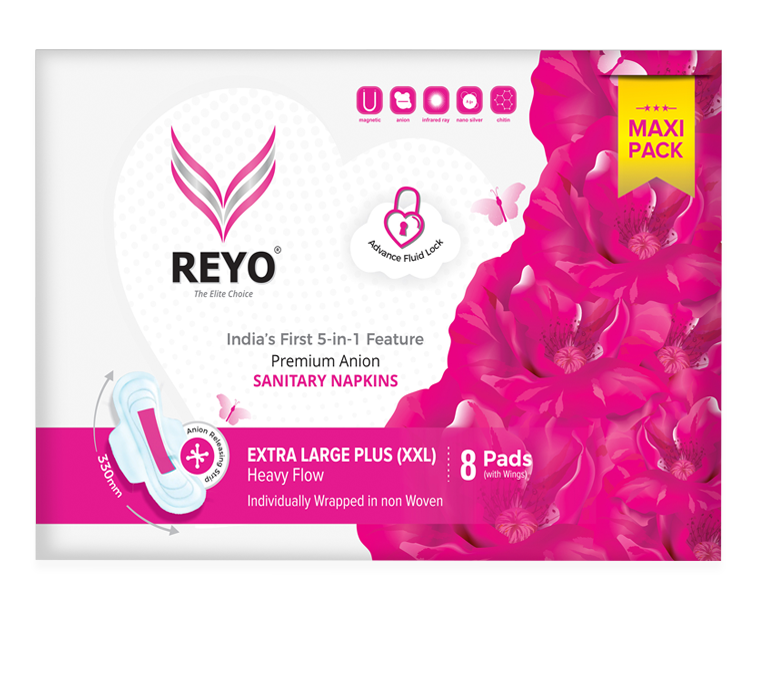 magnetic anion infrared ray nano silver chitin
MAXI
PACK
REYO®
The Elite Choice
Advance Fluid Lock
India's First 5-in-1 Feature
Premium Anion
SANITARY NAPKINS
Anion Releasing Strip
330mm
EXTRA LARGE PLUS (XXL)
Heavy Flow
Individually Wrapped in non Woven
8 Pads
(with Wings)